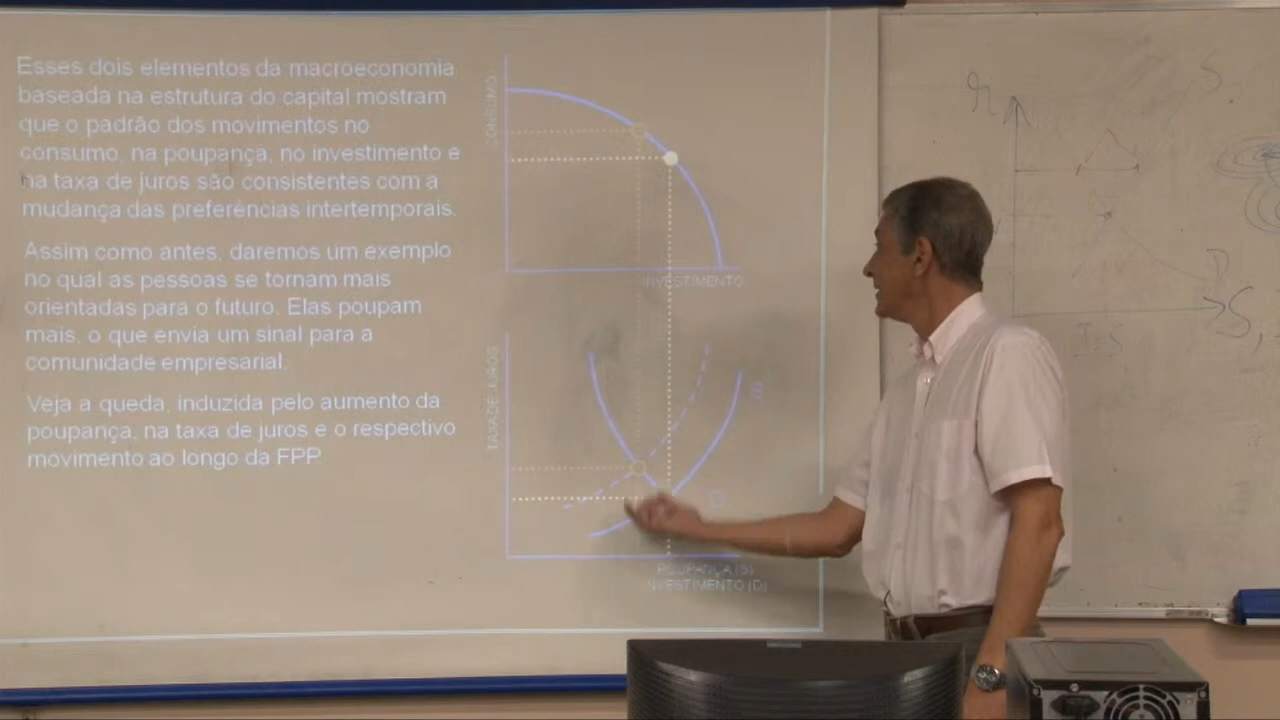 Esses dois elementos da macroeconomia
baseada na estrutura do capital mostram
que o padrão dos movimentos no
consumo, na poupança, no investimento e
na taxa de juros são consistentes com a
mudança das preferências intertemporais.
Assim como antes, daremos um exemplo
no qual as pessoas se tornam mais
orientadas para o futuro. Elas poupam
mais, o que envia um sinal para a
comunidade empresarial.
Veja a queda, induzida pelo aumento da
poupança, na taxa de juros e o respectivo
movimento ao longo da FPP.
CONSUMO
INVESTIMENTO
TAXA DE JUROS
S
D
POUPANÇA (S)
INVESTIMENTO (D)
S
D
S,